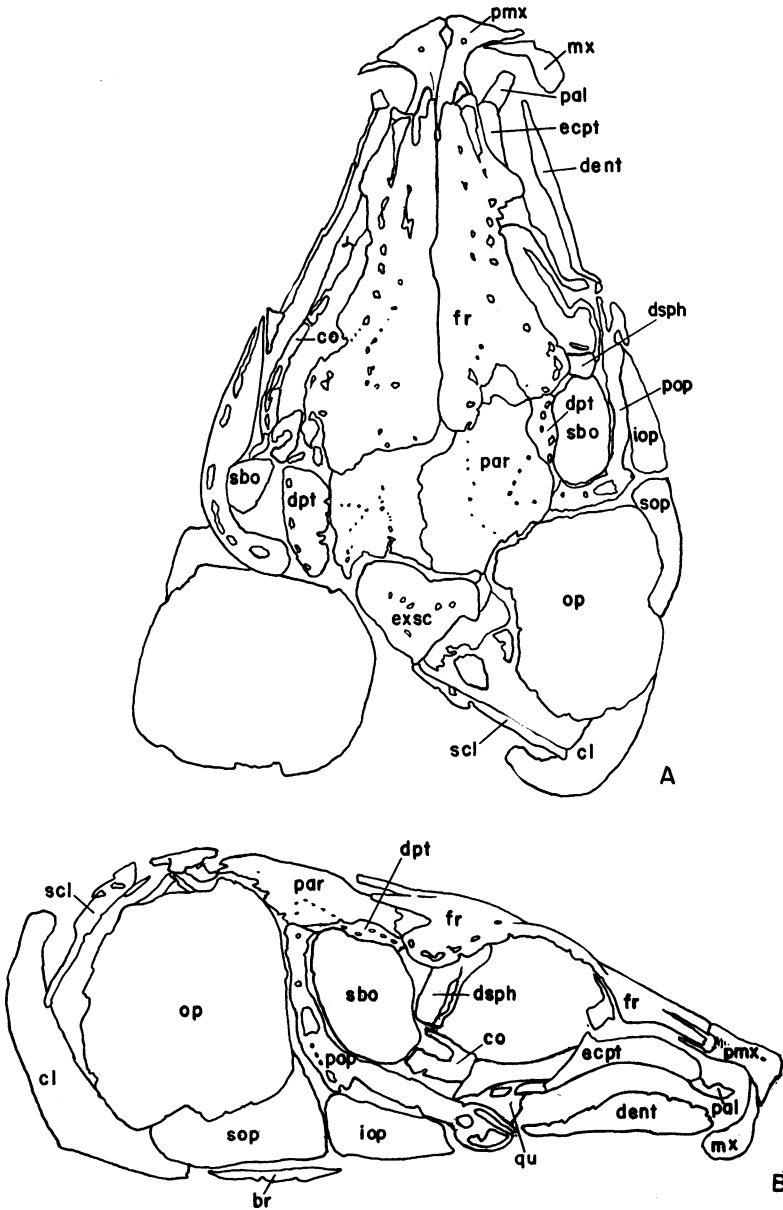 pmx
mx
pal
ecpt
dent
fr
dsph
co
pop
dpt
sbo
iop
par
sbo
dpt
sop
exsc
op
scl
cl
A
dpt
scl
par
fr
sbo
op
dsph
fr
co
pmx
ecpt
cl
pop
pal
dent
sop
iop
mx
qu
br
B